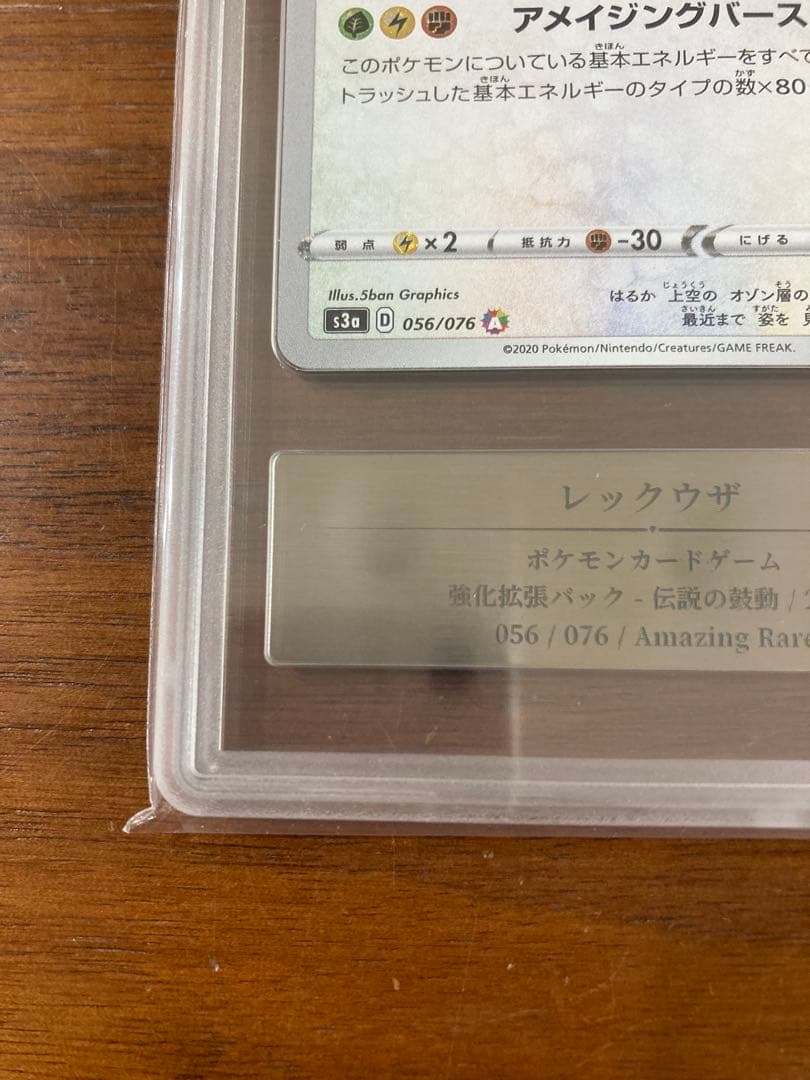 アメイジングバース
このポケモンについている基本エネルギーをすべて
トラッシュした基本エネルギーのタイプの数×80
弱点 ×2 抵抗力 -30 にげる
Illus.5ban Graphics
はるか 上空の オゾン層の
s3a D 056/076 A
最近まで 姿を 見
©2020 Pokémon/Nintendo/Creatures/GAME FREAK.
レックウザ
ポケモンカードゲーム
強化拡張パック - 伝説の鼓動 /
056 / 076 / Amazing Rare